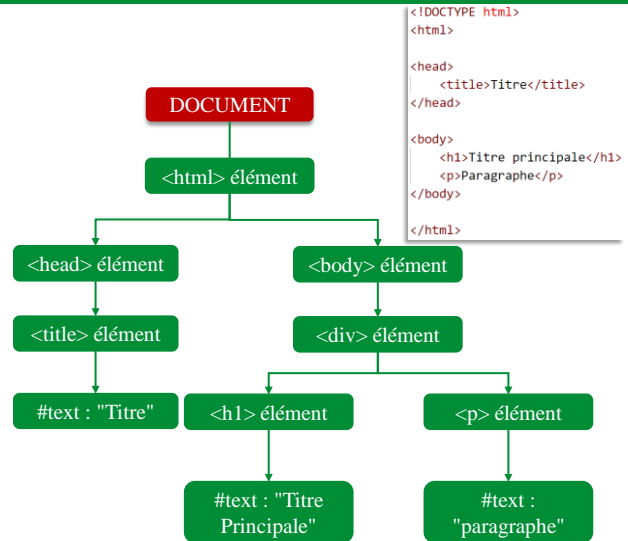 <!DOCTYPE html>
<html>
<head>
<title>Titre</title>
</head>
<body>
<h1>Titre principale</h1>
<p>Paragraphe</p>
</body>
</html>
DOCUMENT
<html> élément
<head> élément
<body> élément
<title> élément
<div> élément
#text : "Titre"
<h1> élément
<p> élément
#text : "Titre
Principale"
#text :
"paragraphe"